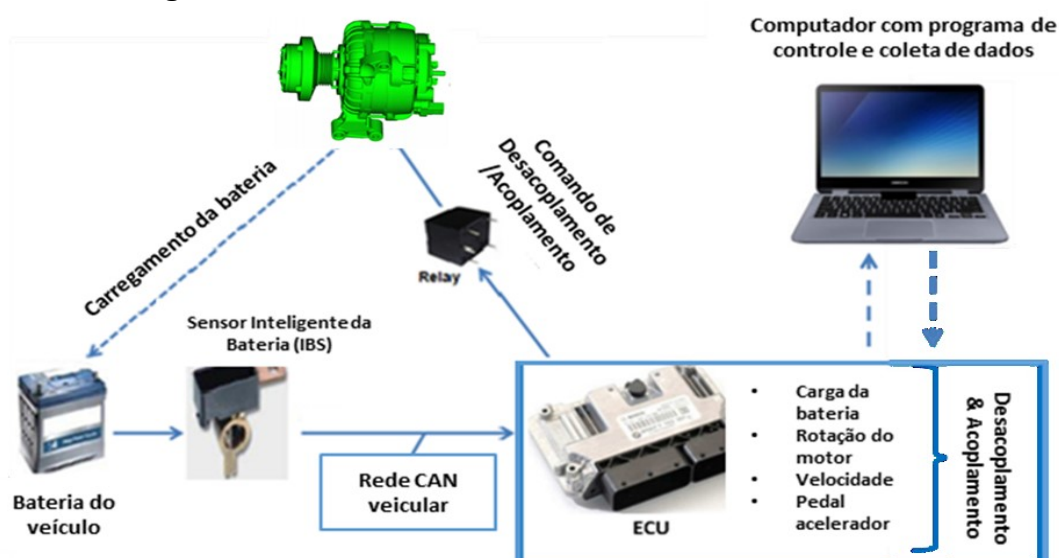 Computador com programa de
controle e coleta de dados
Carregamento da bateria
Comando de
Desacoplamento
/Acoplamento
Relay
Sensor Inteligente da
Bateria (IBS)
Bateria do
veículo
Rede CAN
veicular
ECU
• Carga da
bateria
• Rotação do
motor
• Velocidade
• Pedal
acelerador
Desacoplamento
& Acoplamento